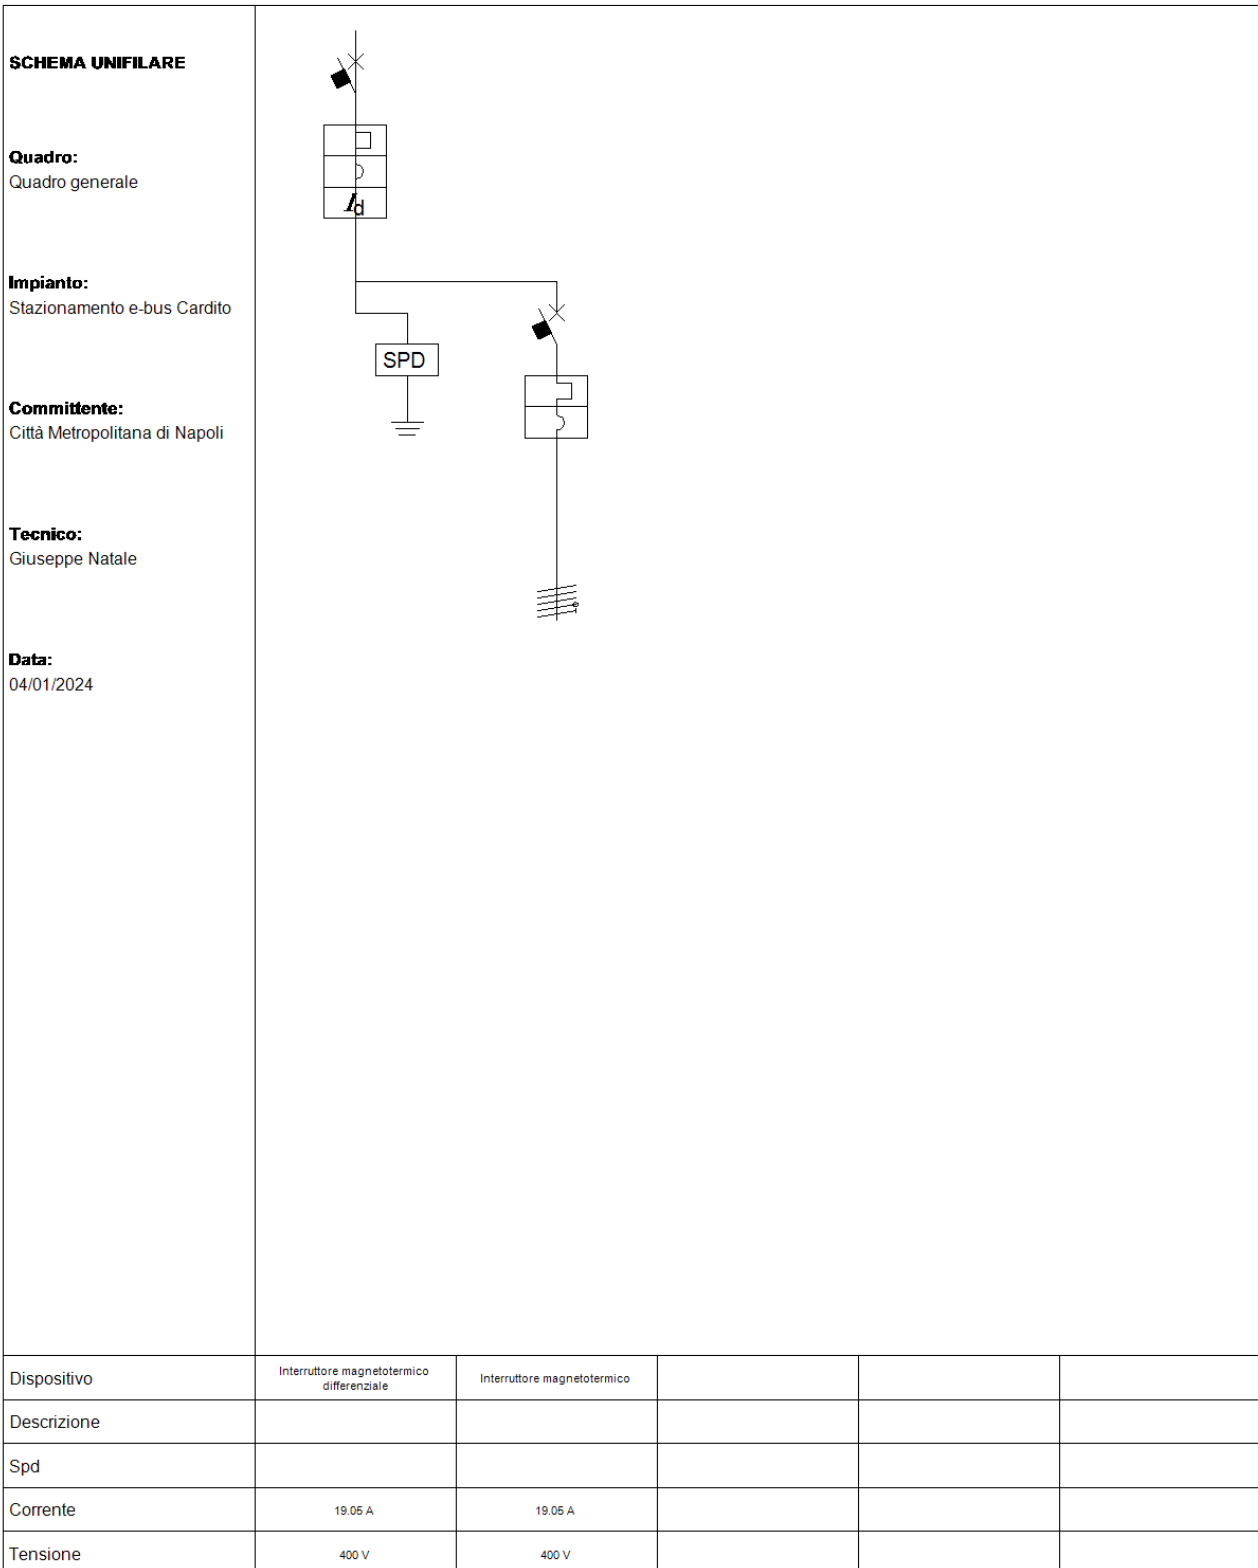 SCHEMA UNIFILARE
Quadro:
Quadro generale
Impianto:
Stazionamento e-bus Cardito
Committente:
Città Metropolitana di Napoli
Tecnico:
Giuseppe Natale
Data:
04/01/2024
Id
SPD
Dispositivo
Interruttore magnetotermico
differenziale
Interruttore magnetotermico
Descrizione
Spd
Corrente
19.05 A
19.05 A
Tensione
400 V
400 V